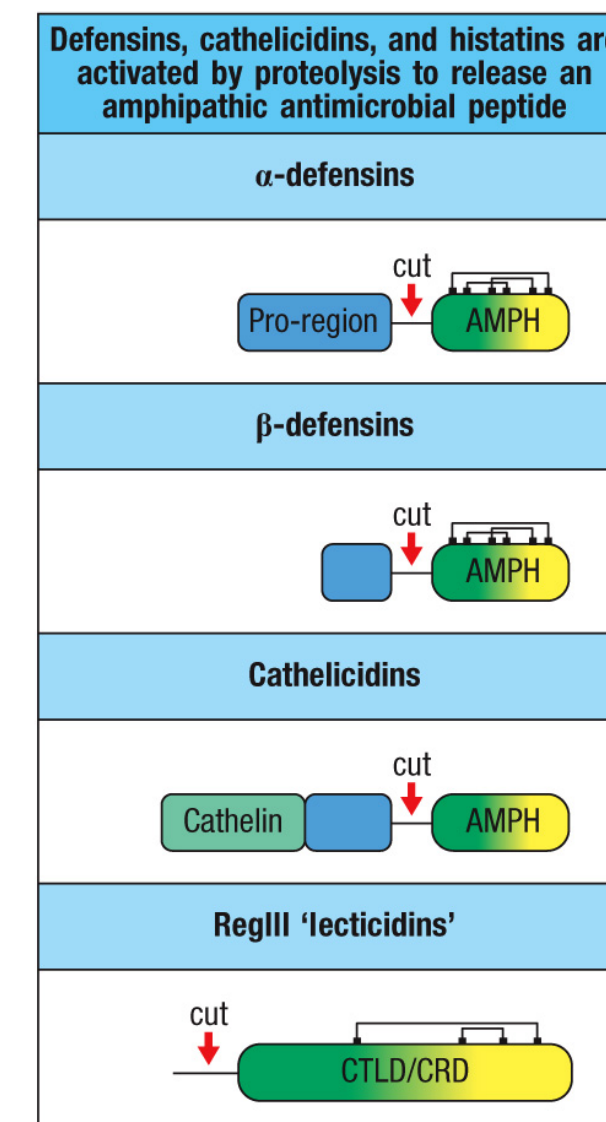 Defensins, cathelicidins, and histatins are
activated by proteolysis to release an
amphipathic antimicrobial peptide
α-defensins
cut
Pro-region AMPH
β-defensins
cut
AMPH
Cathelicidins
cut
Cathelin AMPH
RegIII ‘lecticidins’
cut
CTLD/CRD